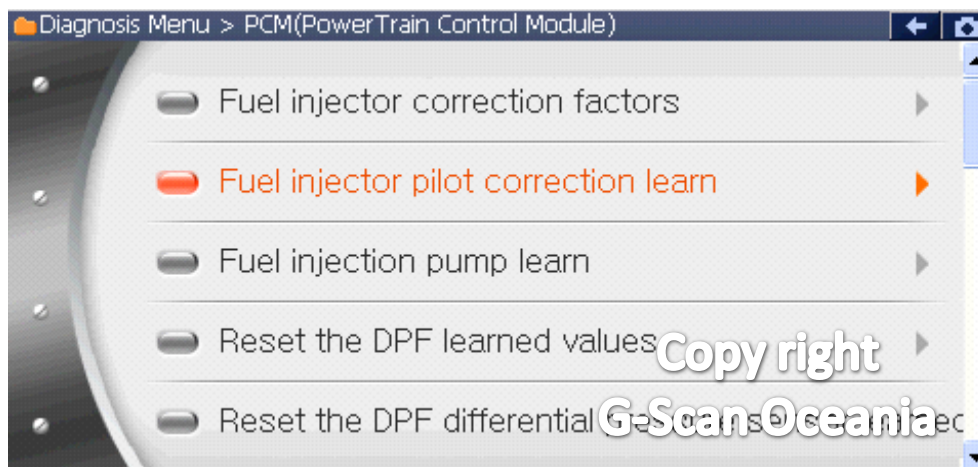 Diagnosis Menu > PCM(PowerTrain Control Module)
Fuel injector correction factors
Fuel injector pilot correction learn
Fuel injection pump learn
Reset the DPF learned values
Copy right
Reset the DPF differential
G-Scan Oceania